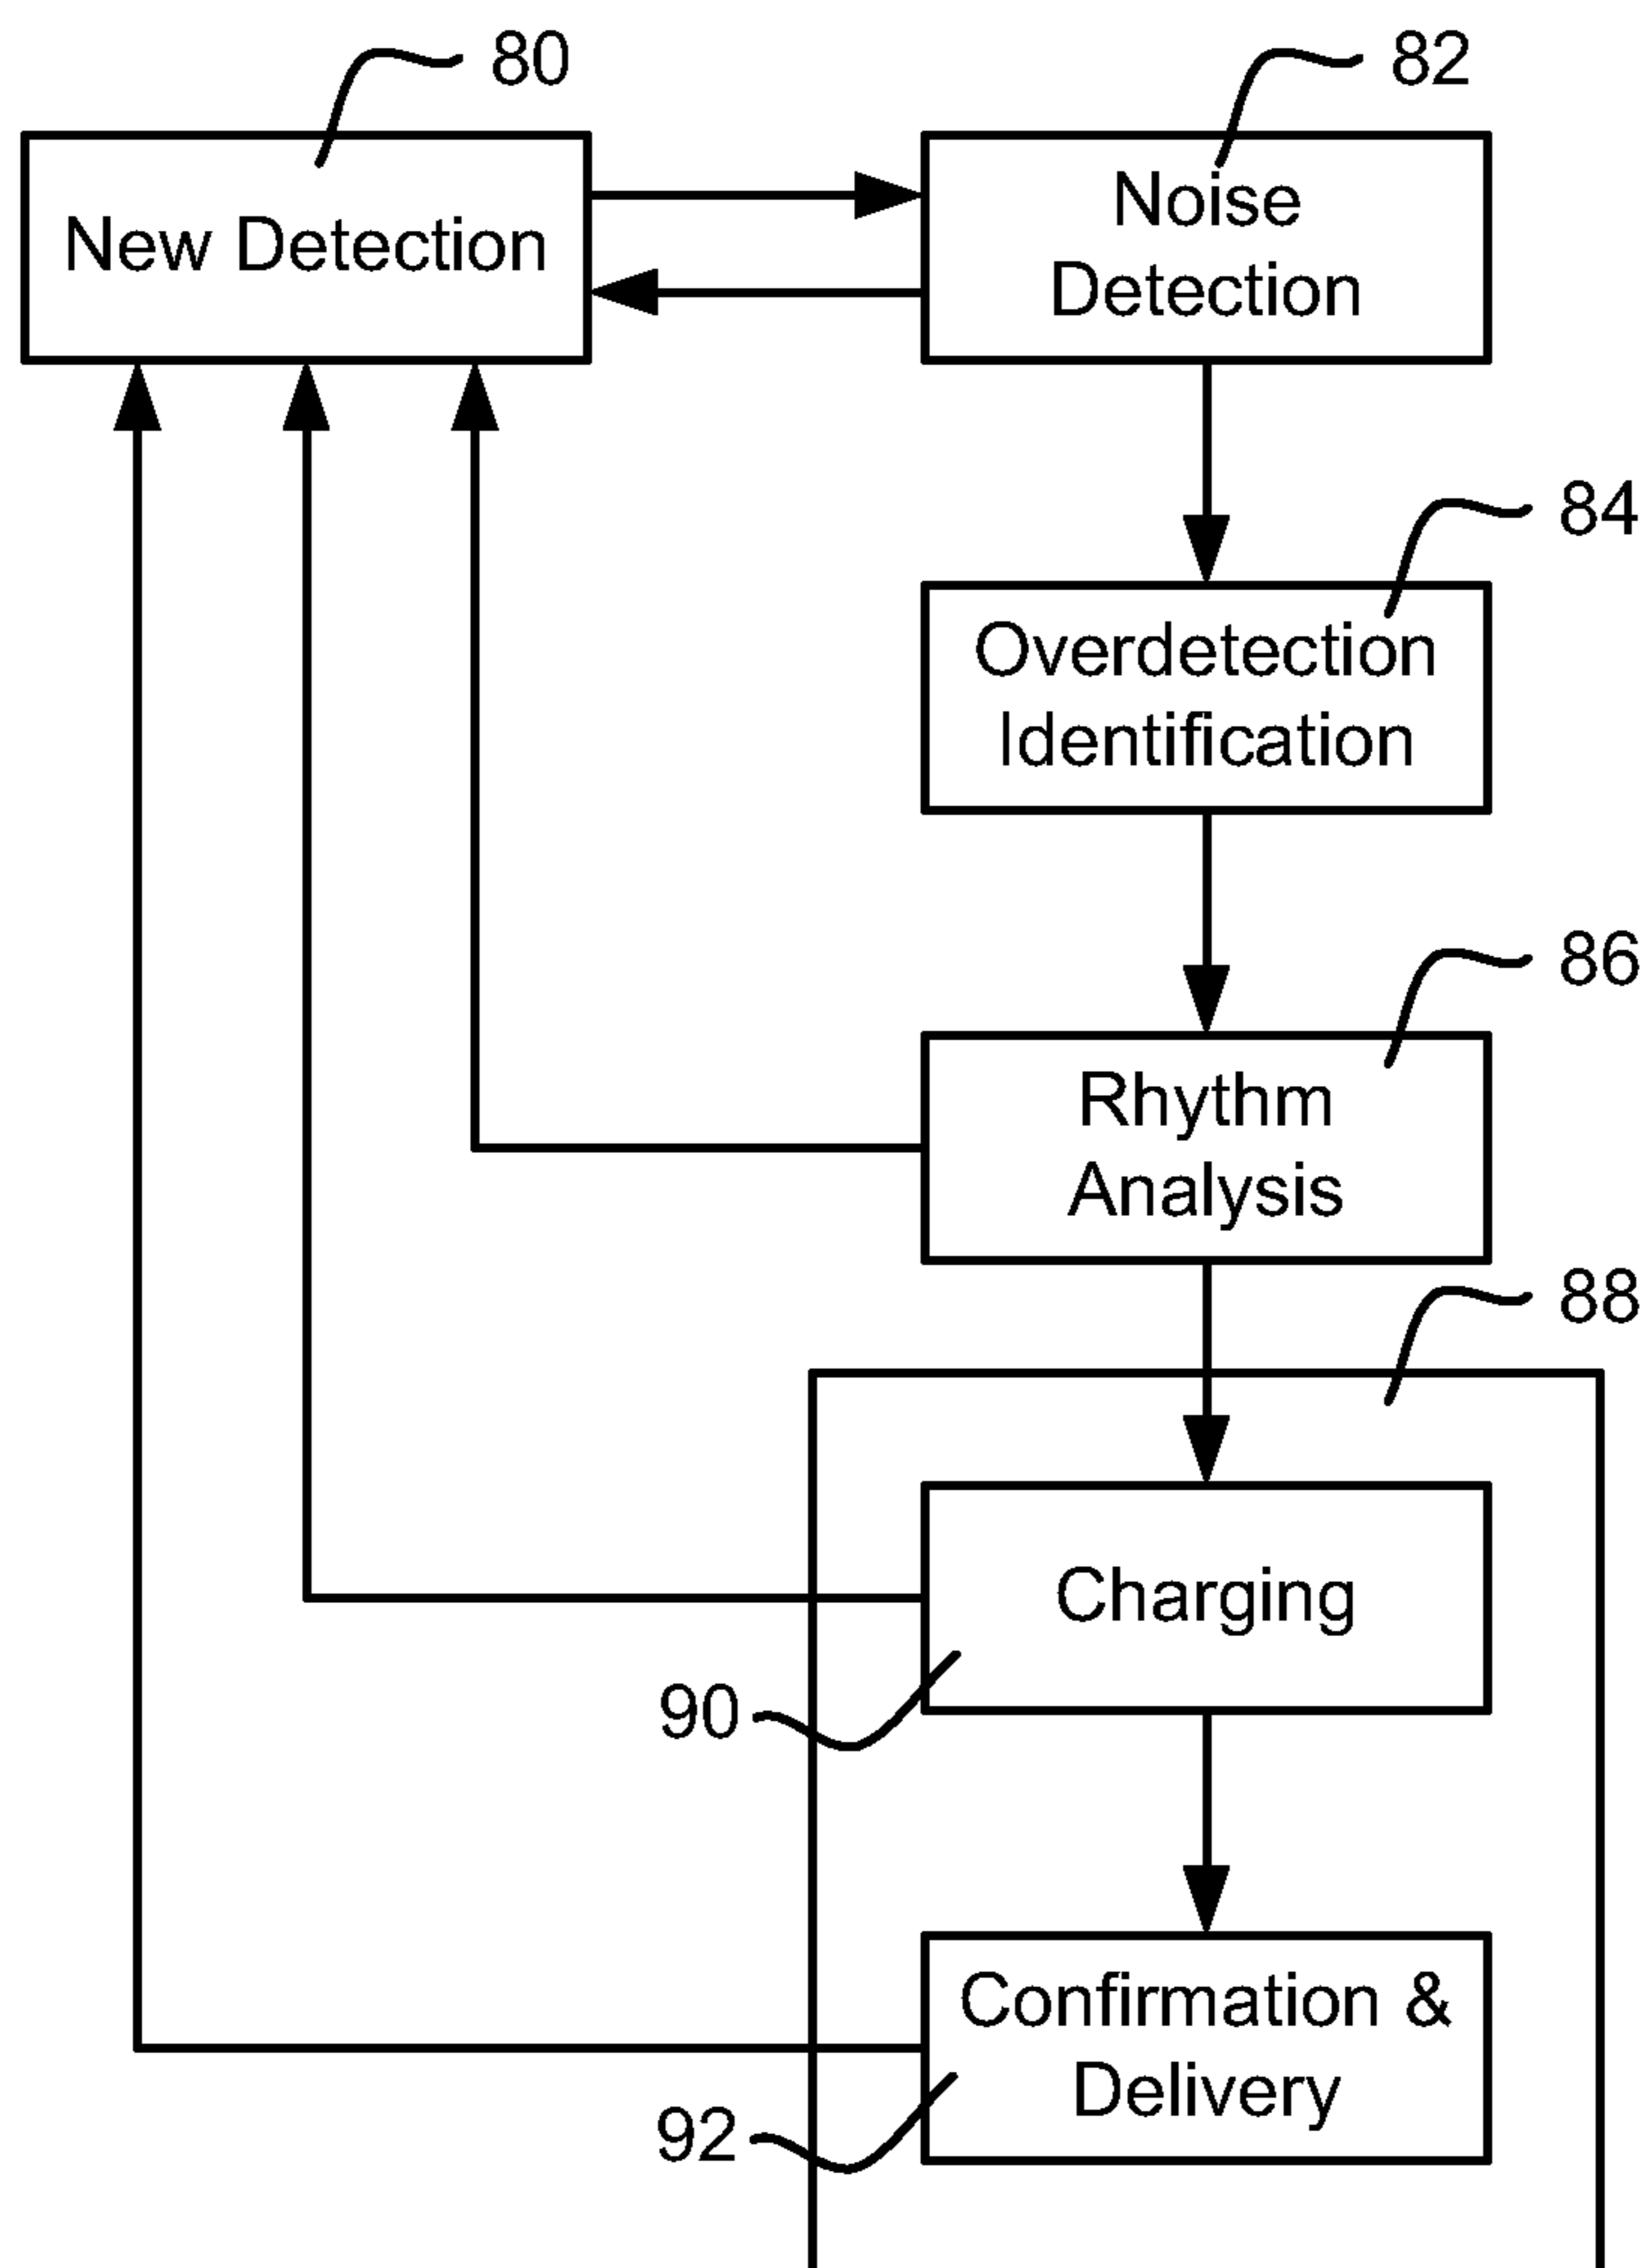 80
82
New Detection
Noise
Detection
84
Overdetection
Identification
86
Rhythm
Analysis
88
Charging
90
Confirmation &
Delivery
92